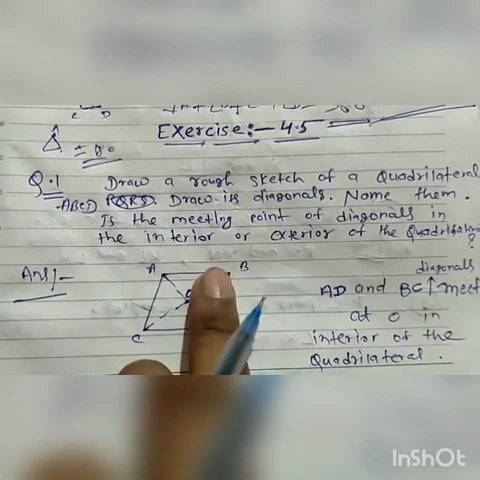 C D
Exercise:- 4.5
= 180
Q.1 Draw a rough sketch of a Quadrilateral
ABCD PQRS. Draw its diagonals. Name them.
Is the meeting point of diagonals in
the interior or exterior of the Quadrilateral
?
Ans:-
A B
C
diagonals
AD and BC meet
at O in
interior of the
Quadrilateral.
InShOt